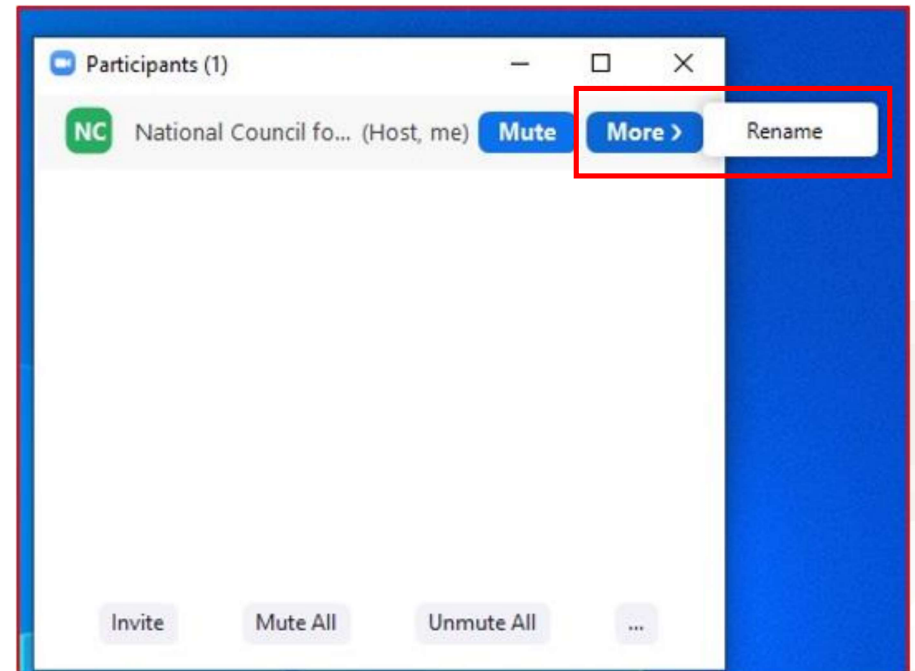 Participants (1)
NC National Council fo... (Host, me) Mute More > Rename
Invite Mute All Unmute All ...